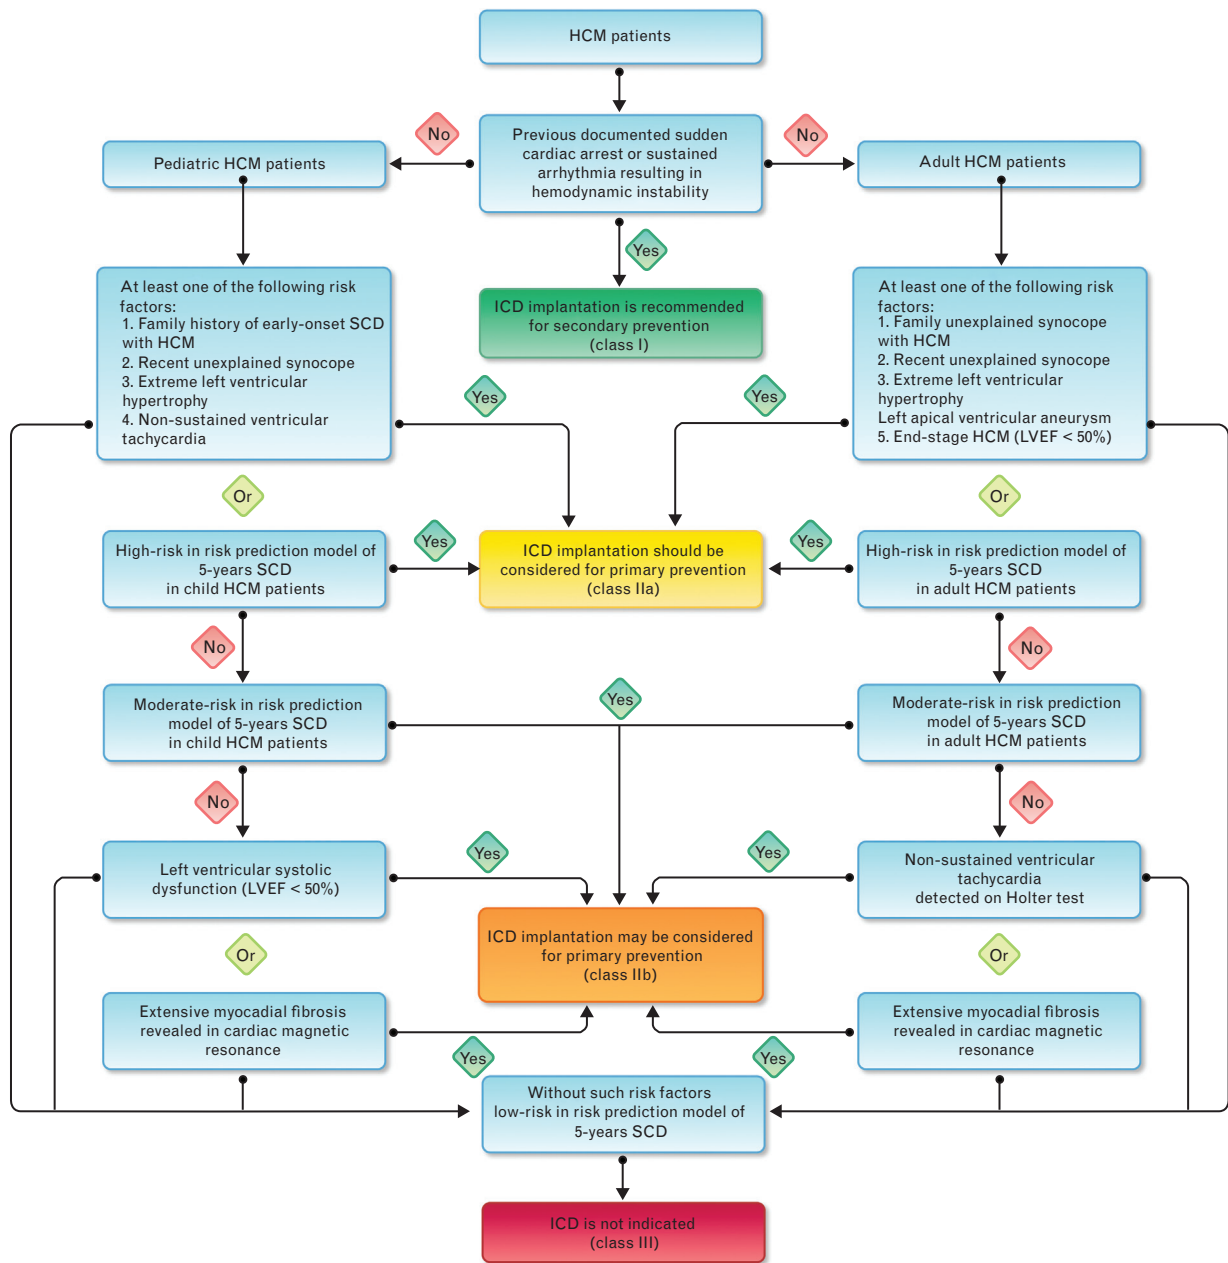 HCM patients
No
No
Previous documented sudden
cardiac arrest or sustained
arrhythmia resulting in
hemodynamic instability
Pediatric HCM patients
Adult HCM patients
Yes
At least one of the following risk
factors:
1. Family history of early-onset SCD
with HCM
2. Recent unexplained synocope
3. Extreme left ventricular
hypertrophy
4. Non-sustained ventricular
tachycardia
ICD implantation is recommended
for secondary prevention
(class I)
At least one of the following risk
factors:
1. Family unexplained synocope
with HCM
2. Recent unexplained synocope
3. Extreme left ventricular
hypertrophy
Left apical ventricular aneurysm
5. End-stage HCM (LVEF < 50%)
Yes
Yes
Or
Or
High-risk in risk prediction model of
5-years SCD
in child HCM patients
Yes
ICD implantation should be
considered for primary prevention
(class IIa)
Yes
High-risk in risk prediction model of
5-years SCD
in adult HCM patients
No
No
Moderate-risk in risk prediction
model of 5-years SCD
in child HCM patients
Yes
Moderate-risk in risk prediction
model of 5-years SCD
in adult HCM patients
No
No
Left ventricular systolic
dysfunction (LVEF < 50%)
Yes
Yes
Non-sustained ventricular
tachycardia
detected on Holter test
ICD implantation may be considered
for primary prevention
(class IIb)
Or
Or
Extensive myocadial fibrosis
revealed in cardiac magnetic
resonance
Extensive myocardial fibrosis
revealed in cardiac magnetic
resonance
Yes
Yes
Without such risk factors
low-risk in risk prediction model of
5-years SCD
ICD is not indicated
(class III)